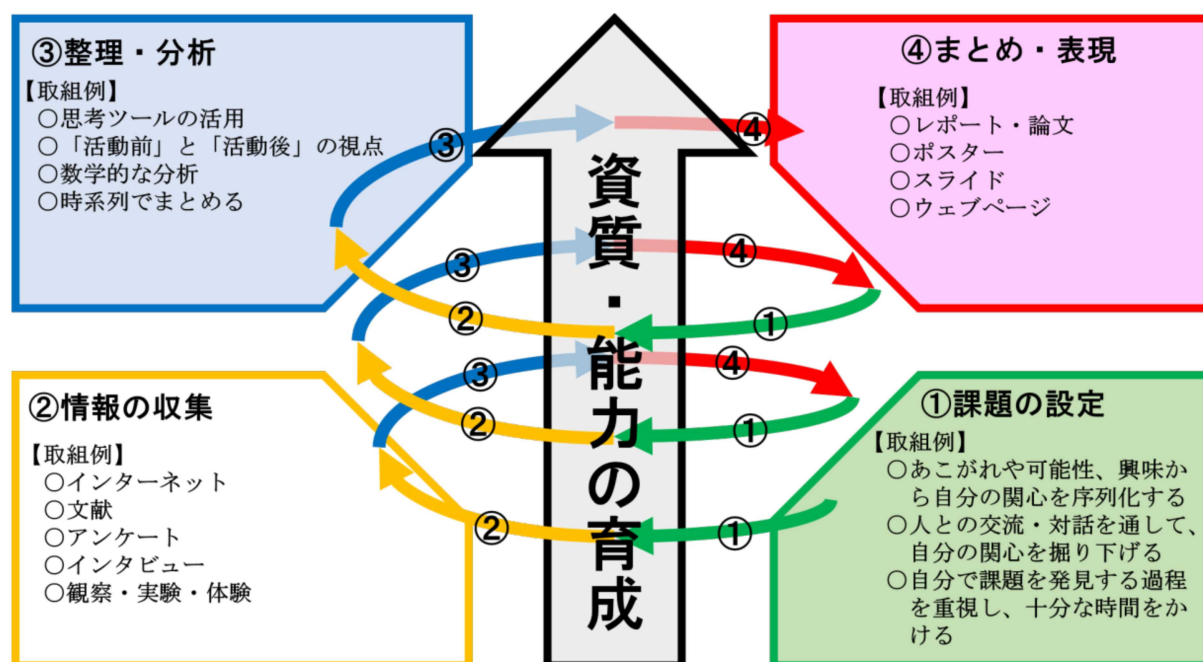 ③整理・分析
【取組例】
○思考ツールの活用
○「活動前」と「活動後」の視点
○数学的な分析
○時系列でまとめる
④まとめ・表現
【取組例】
○レポート・論文
○ポスター
○スライド
○ウェブページ
②情報の収集
【取組例】
○インターネット
○文献
○アンケート
○インタビュー
○観察・実験・体験
①課題の設定
【取組例】
○あこがれや可能性、興味か
ら自分の関心を序列化する
○人との交流・対話を通して、
自分の関心を掘り下げる
○自分で課題を発見する過程
を重視し、十分な時間をか
ける
資質・能力の育成
③
④
③
④
②
①
③
④
②
①
②
①